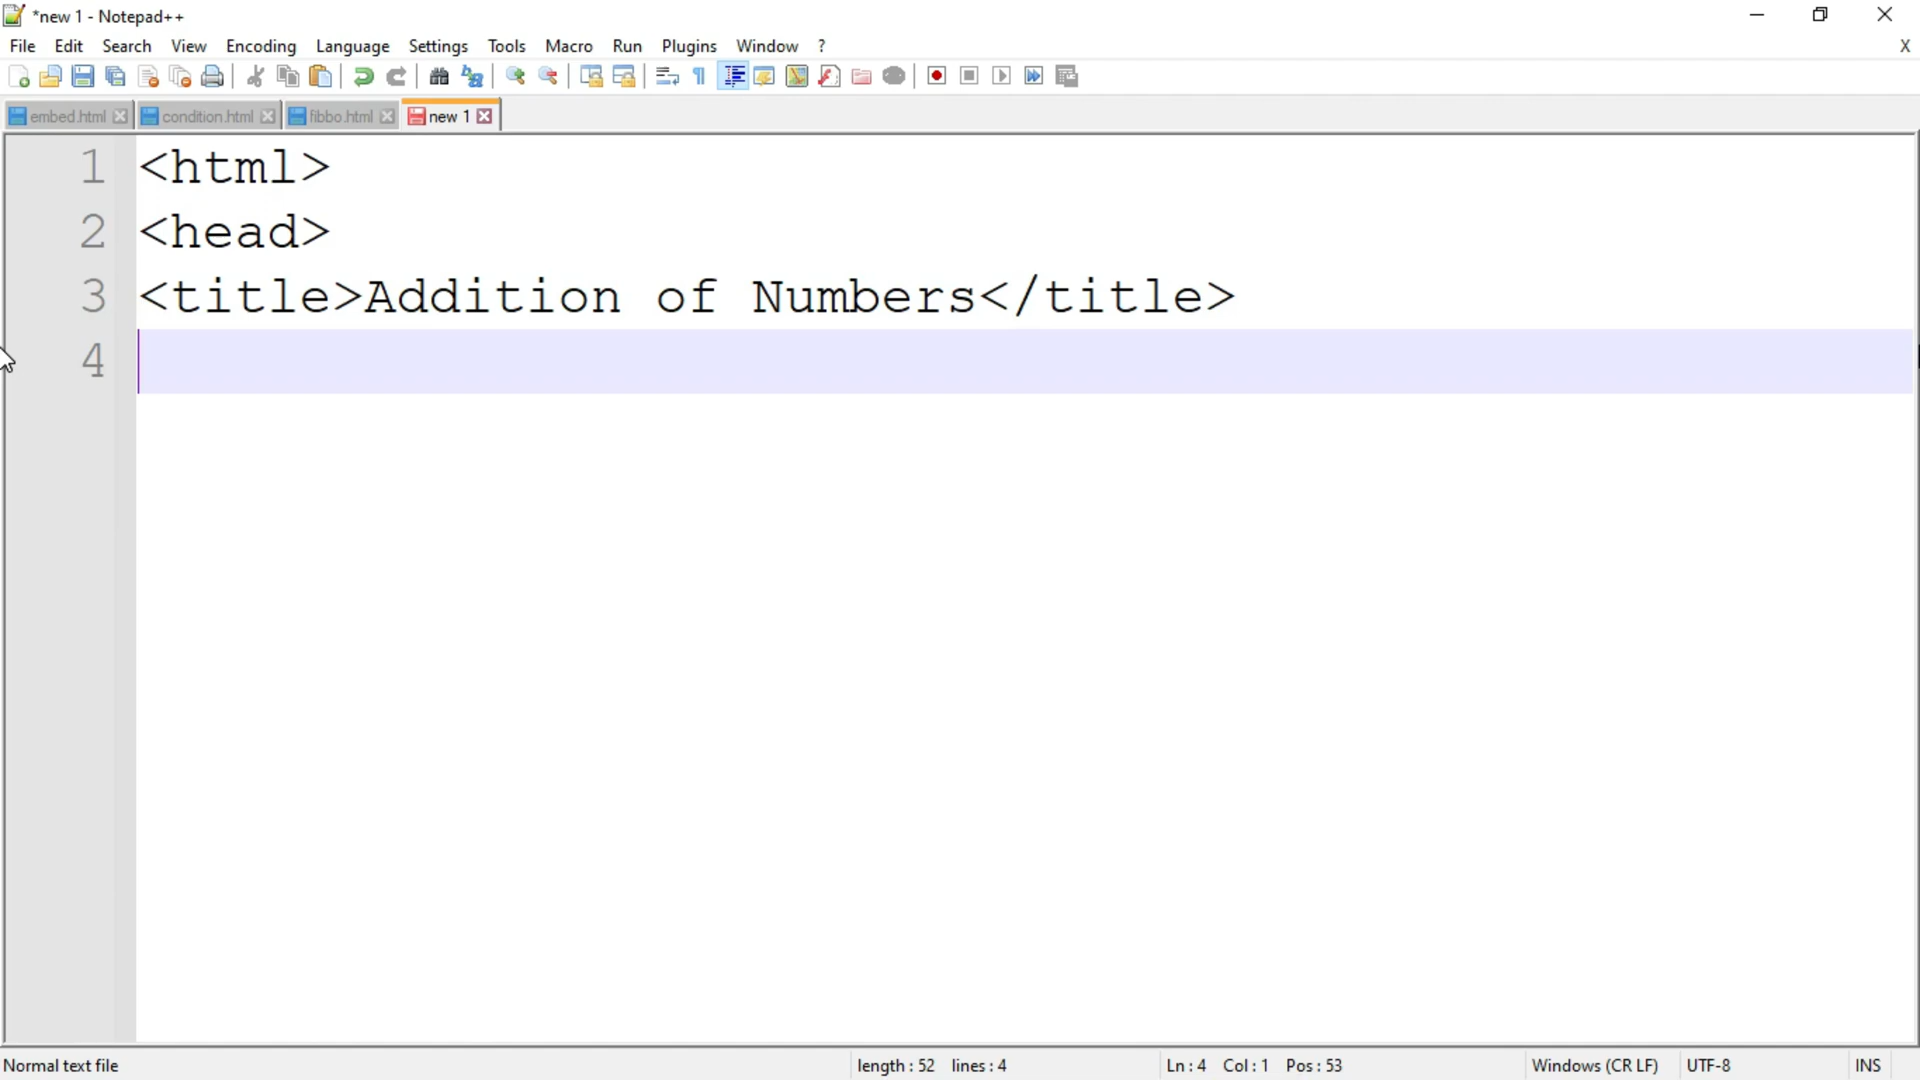 *new 1 - Notepad++
File Edit Search View Encoding Language Settings Tools Macro Run Plugins Window ? X
embed.html condition.html fibbo.html new 1
1 <html>
2 <head>
3 <title>Addition of Numbers</title>
4
Normal text file length : 52 lines : 4 Ln : 4 Col : 1 Pos : 53 Windows (CR LF) UTF-8 INS